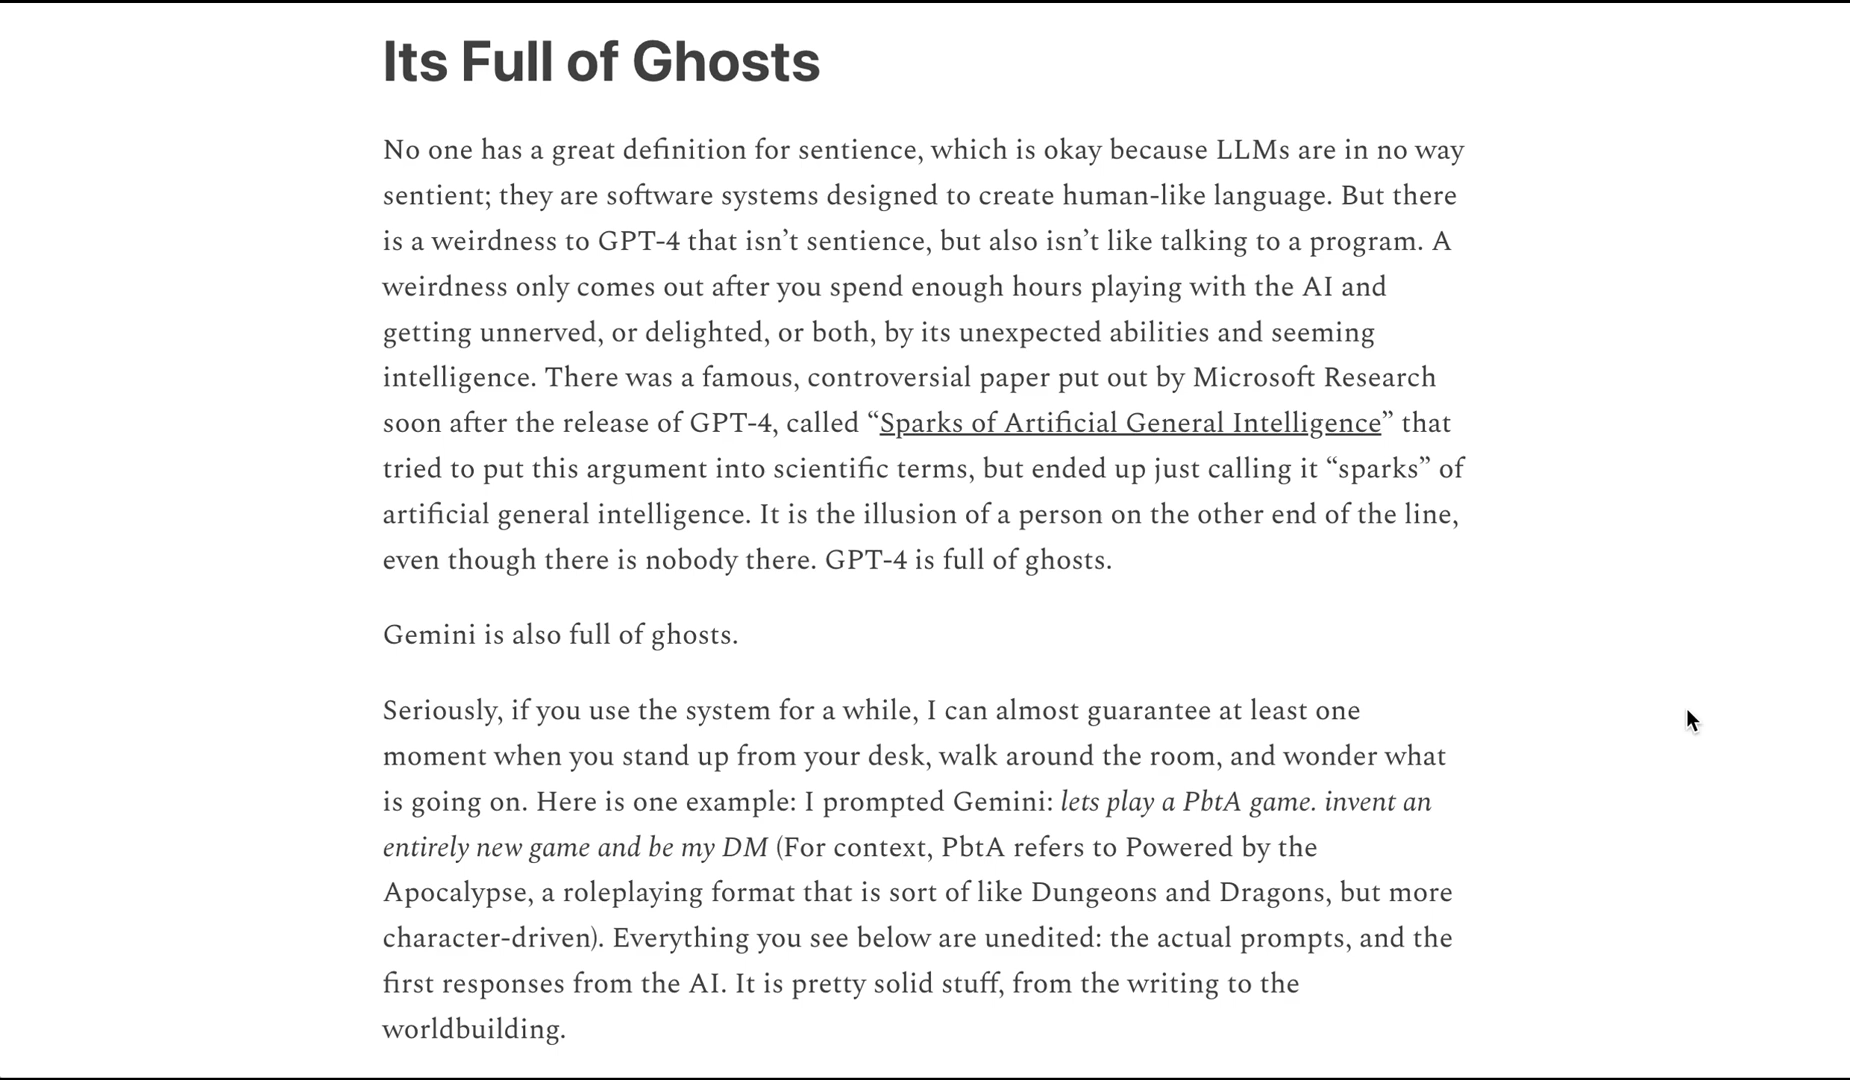 Its Full of Ghosts
No one has a great definition for sentience, which is okay because LLMs are in no way
sentient; they are software systems designed to create human-like language. But there
is a weirdness to GPT-4 that isn’t sentience, but also isn’t like talking to a program. A
weirdness only comes out after you spend enough hours playing with the AI and
getting unnerved, or delighted, or both, by its unexpected abilities and seeming
intelligence. There was a famous, controversial paper put out by Microsoft Research
soon after the release of GPT-4, called “Sparks of Artificial General Intelligence” that
tried to put this argument into scientific terms, but ended up just calling it “sparks” of
artificial general intelligence. It is the illusion of a person on the other end of the line,
even though there is nobody there. GPT-4 is full of ghosts.
Gemini is also full of ghosts.
Seriously, if you use the system for a while, I can almost guarantee at least one
moment when you stand up from your desk, walk around the room, and wonder what
is going on. Here is one example: I prompted Gemini: lets play a PbtA game. invent an
entirely new game and be my DM (For context, PbtA refers to Powered by the
Apocalypse, a roleplaying format that is sort of like Dungeons and Dragons, but more
character-driven). Everything you see below are unedited: the actual prompts, and the
first responses from the AI. It is pretty solid stuff, from the writing to the
worldbuilding.